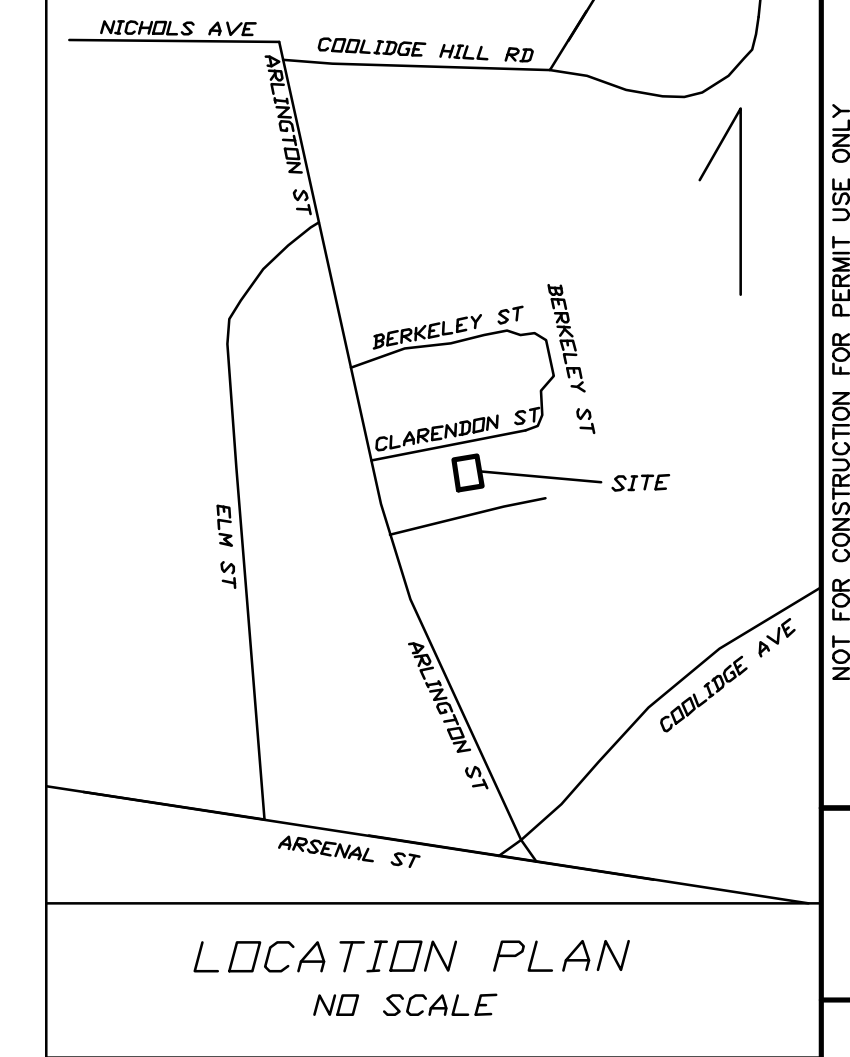 NICHOLS AVE
COOLIDGE HILL RD
ARLINGTON ST
BERKELEY ST
BERKELEY ST
CLARENDON ST
SITE
ELM ST
ARLINGTON ST
COOLIDGE AVE
ARSENAL ST
LOCATION PLAN
NO SCALE
NOT FOR CONSTRUCTION FOR PERMIT USE ONLY